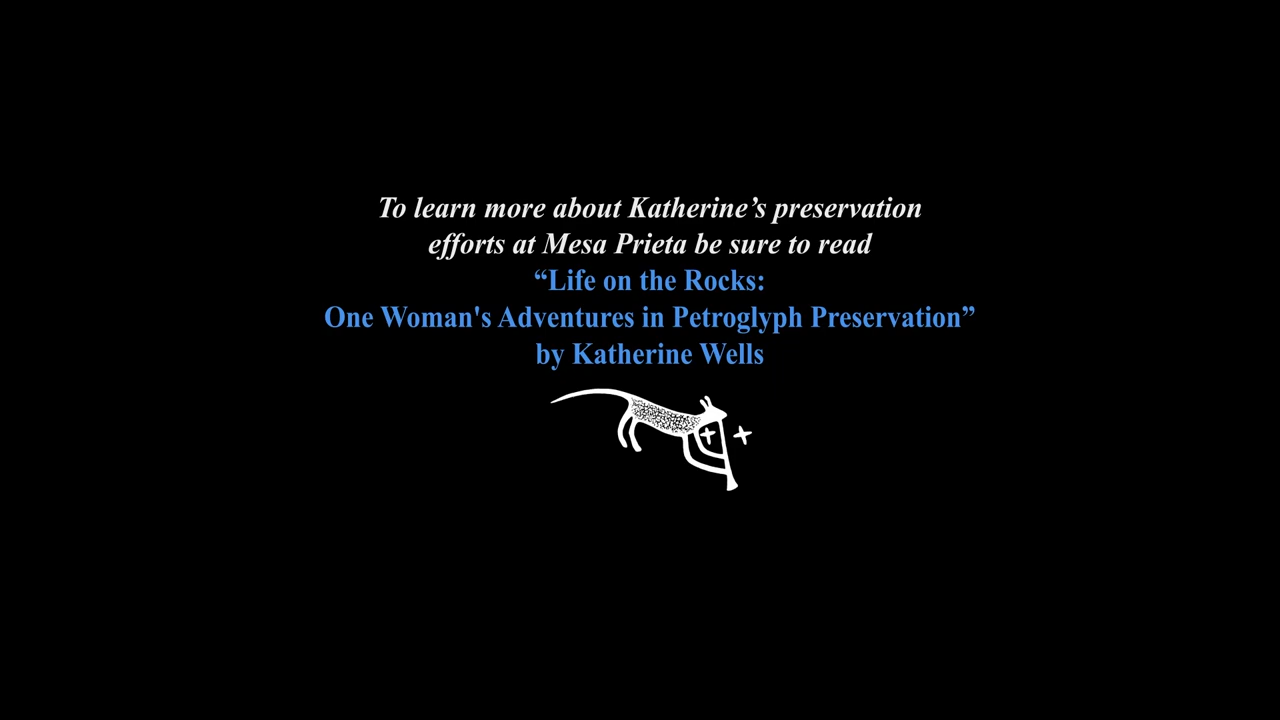 To learn more about Katherine’s preservation
efforts at Mesa Prieta be sure to read
“Life on the Rocks:
One Woman's Adventures in Petroglyph Preservation”
by Katherine Wells